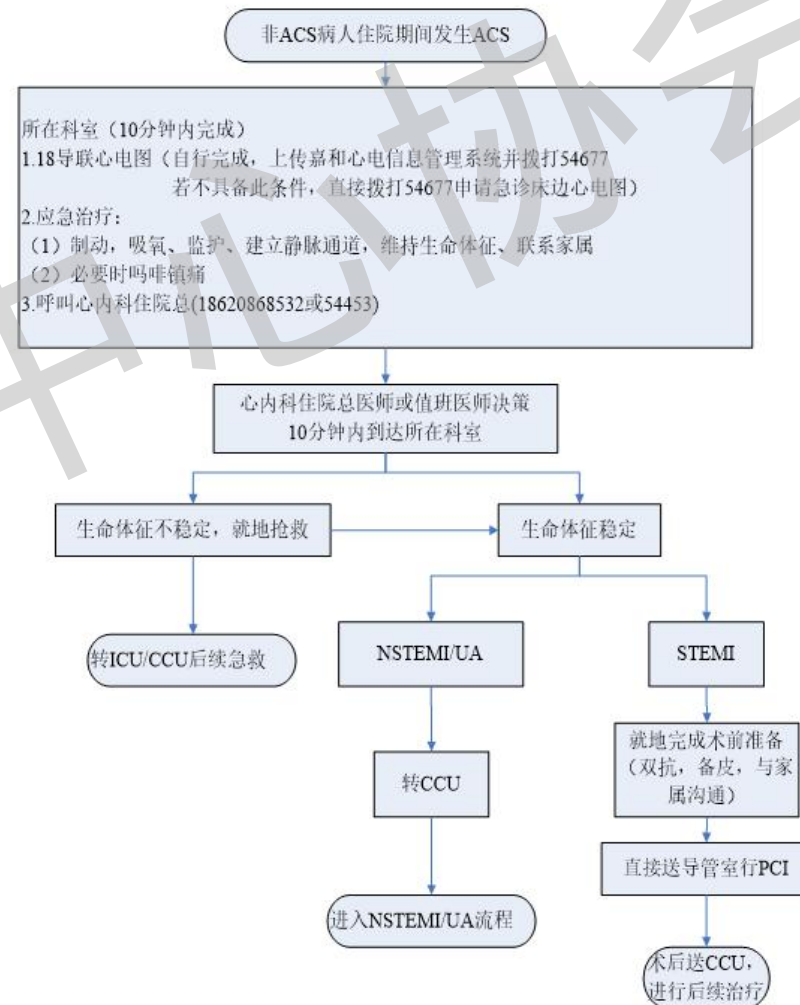 非ACS病人住院期间发生ACS
所在科室（10分钟内完成）
1.18导联心电图（自行完成，上传嘉和心电信息管理系统并拨打54677
若不具备此条件，直接拨打54677申请急诊床边心电图）
2.应急治疗：
（1）制动，吸氧、监护、建立静脉通道，维持生命体征、联系家属
（2）必要时吗啡镇痛
3.呼叫心内科住院总(18620868532或54453)
心内科住院总医师或值班医师决策
10分钟内到达所在科室
生命体征不稳定，就地抢救
生命体征稳定
转ICU/CCU后续急救
NSTEMI/UA
STEMI
就地完成术前准备
（双抗，备皮，与家
属沟通）
转CCU
直接送导管室行PCI
进入NSTEMI/UA流程
术后送CCU，
进行后续治疗
中心协会